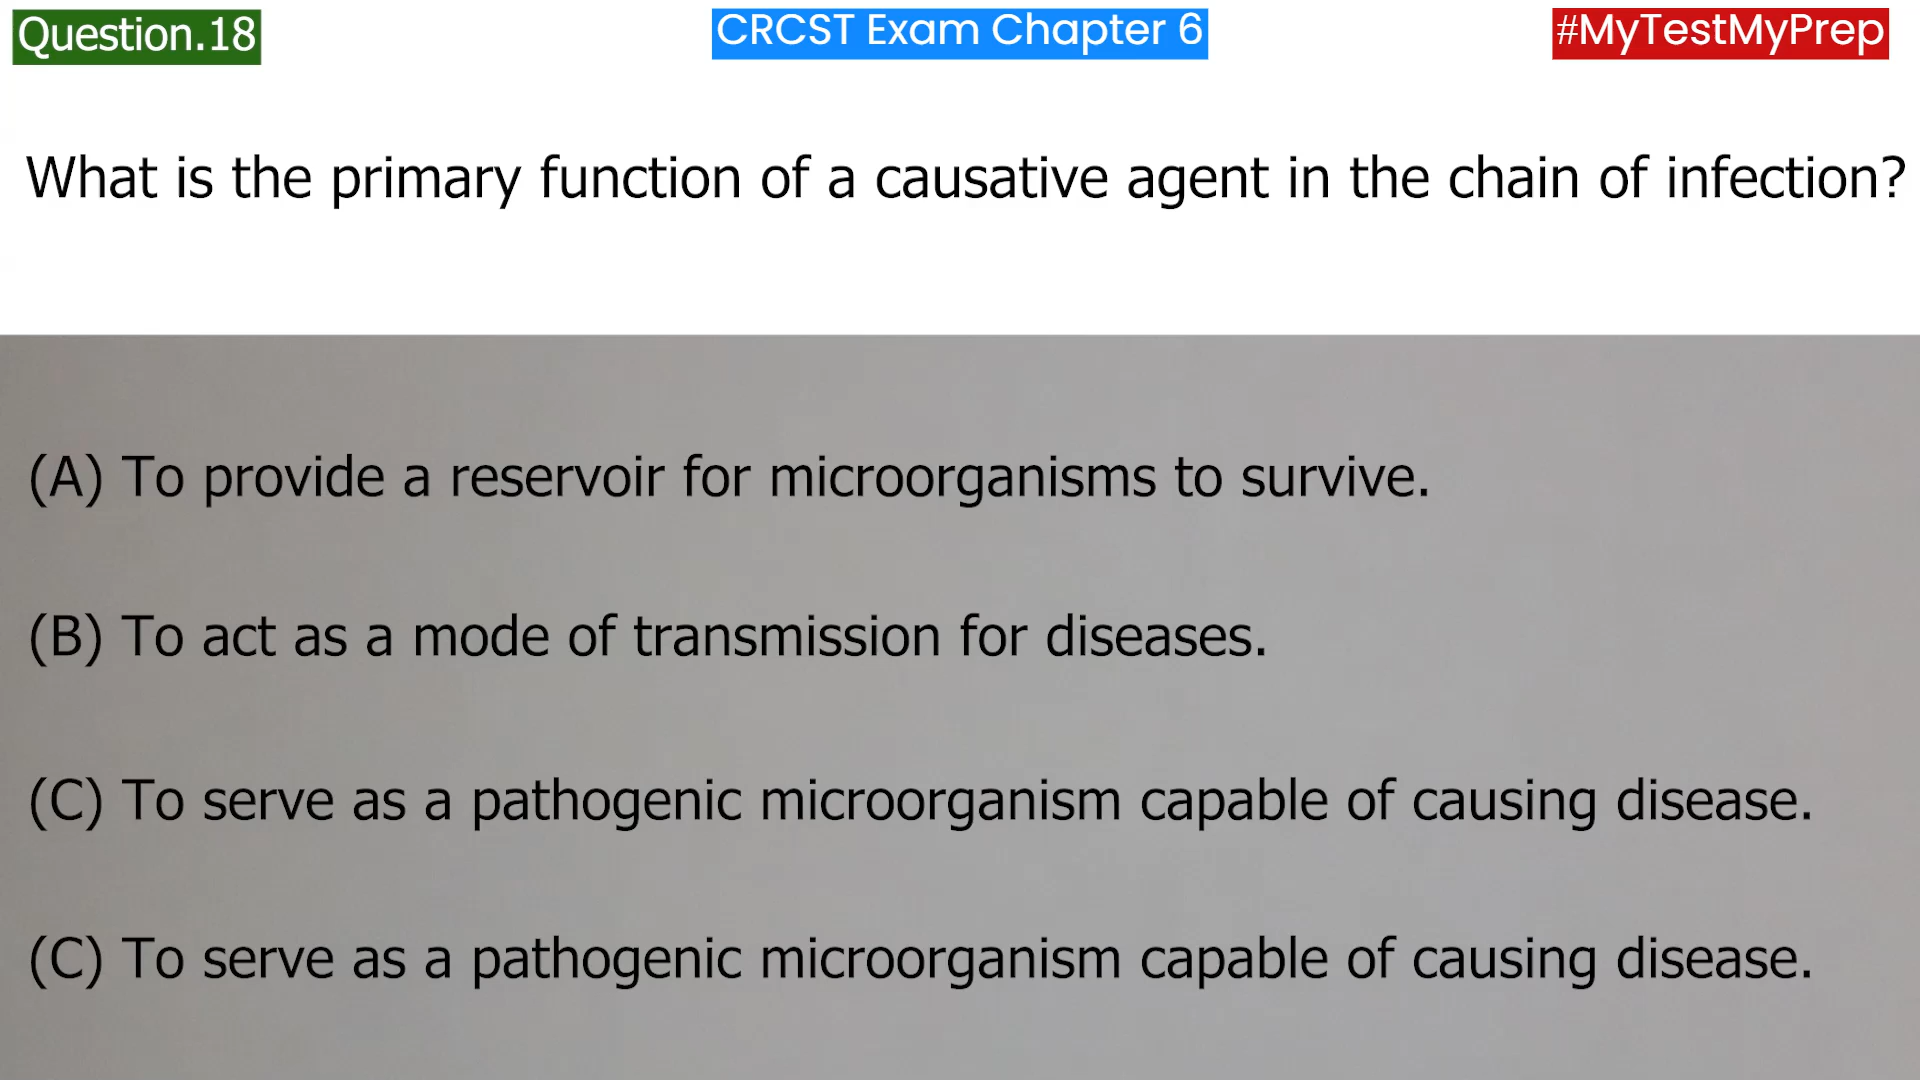 Question.18
CRCST Exam Chapter 6
#MyTestMyPrep
What is the primary function of a causative agent in the chain of infection?
(A) To provide a reservoir for microorganisms to survive.
(B) To act as a mode of transmission for diseases.
(C) To serve as a pathogenic microorganism capable of causing disease.
(C) To serve as a pathogenic microorganism capable of causing disease.